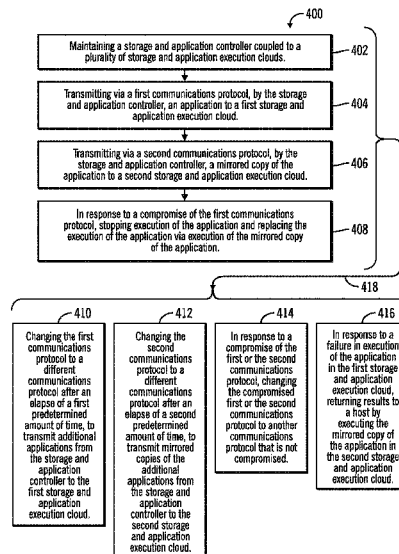 400
Maintaining a storage and application controller coupled to a
plurality of storage and application execution clouds.
402
Transmitting via a first communications protocol, by the storage
and application controller, an application to a first storage and
application execution cloud.
404
Transmitting via a second communications protocol, by the
storage and application controller, a mirrored copy of the
application to a second storage and application execution cloud.
406
In response to a compromise of the first communications
protocol, stopping execution of the application and replacing the
execution of the application via execution of the mirrored copy
of the application.
408
418
410
Changing the first
communications
protocol to a
different
communications
protocol after an
elapse of a first
predetermined
amount of time, to
transmit additional
applications from
the storage and
application
controller to the
first storage and
application
execution cloud.
412
Changing the
second
communications
protocol to a
different
communications
protocol after an
elapse of a second
predetermined
amount of time, to
transmit mirrored
copies of the
additional
applications from
the storage and
application
controller to the
second storage
and application
execution cloud.
414
In response to a
compromise of the
first or the second
communications
protocol, changing
the compromised
first or the second
communications
protocol to another
communications
protocol that is not
compromised.
416
In response to a
failure in execution
of the application
in the first storage
and application
execution cloud,
returning results to
a host by
executing the
mirrored copy of
the application in
the second storage
and application
execution cloud.